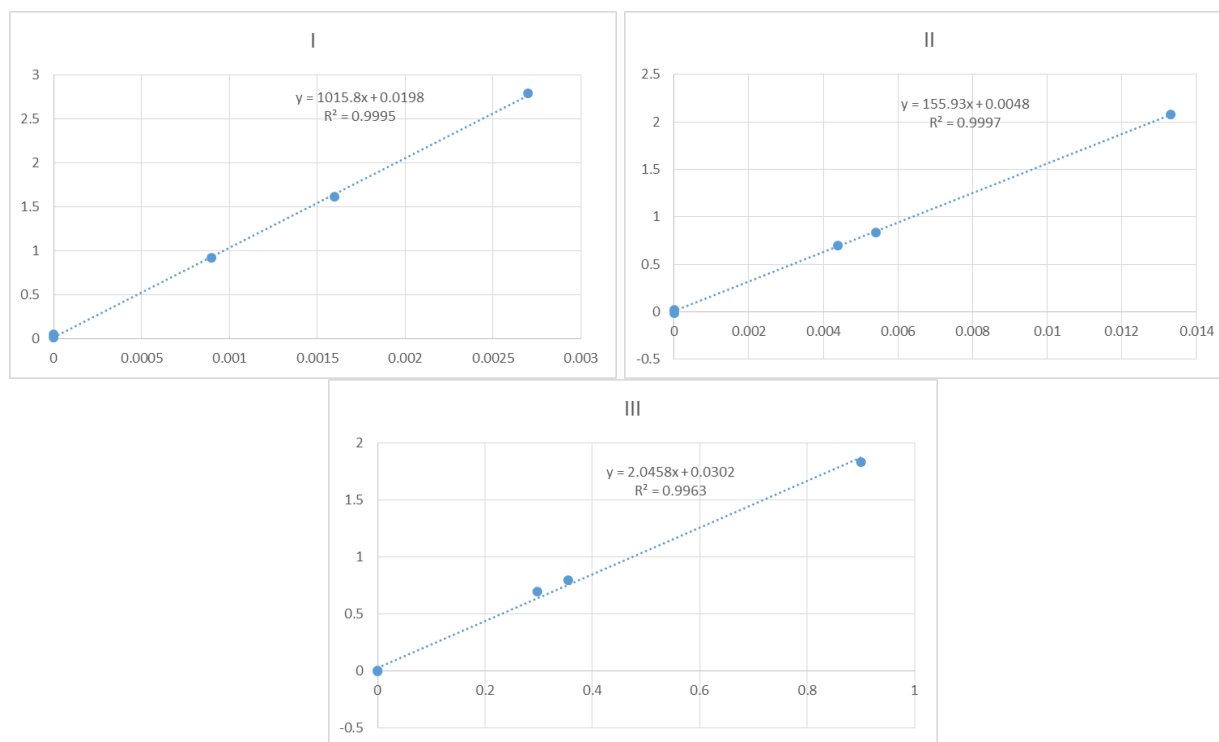 I
y = 1015.8x + 0.0198
R² = 0.9995
3
2.5
2
1.5
1
0.5
0
0 0.0005 0.001 0.0015 0.002 0.0025 0.003
II
y = 155.93x + 0.0048
R² = 0.9997
2.5
2
1.5
1
0.5
0
-0.5
0 0.002 0.004 0.006 0.008 0.01 0.012 0.014
III
y = 2.0458x + 0.0302
R² = 0.9963
2
1.5
1
0.5
0
-0.5
0 0.2 0.4 0.6 0.8 1